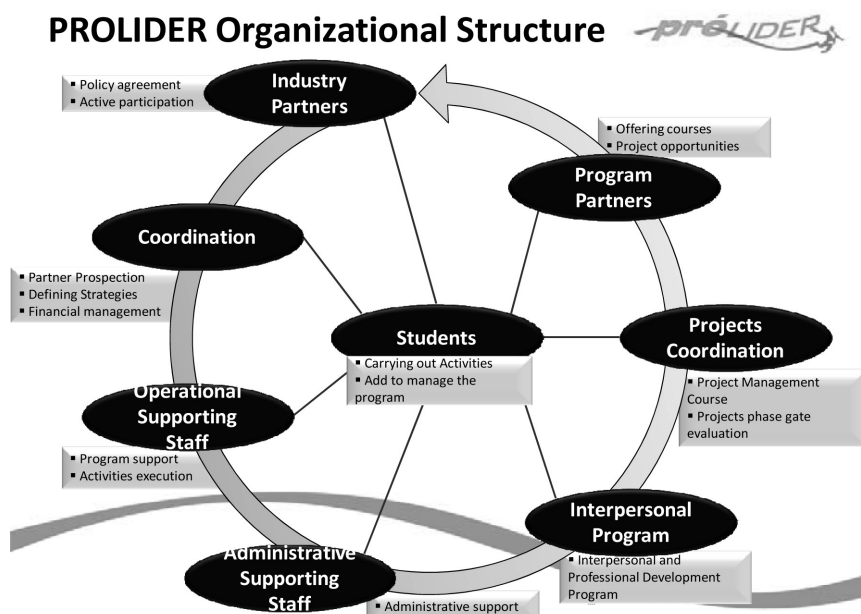 PROLIDER Organizational Structure
próLIDER
Industry
Partners
▪ Policy agreement
▪ Active participation
▪ Offering courses
▪ Project opportunities
Program
Partners
Coordination
▪ Partner Prospection
▪ Defining Strategies
▪ Financial management
Students
▪ Carrying out Activities
▪ Add to manage the
program
Projects
Coordination
▪ Project Management
Course
▪ Projects phase gate
evaluation
Operational
Supporting
Staff
▪ Program support
▪ Activities execution
Interpersonal
Program
▪ Interpersonal and
Professional Development
Program
Administrative
Supporting
Staff
▪ Administrative support